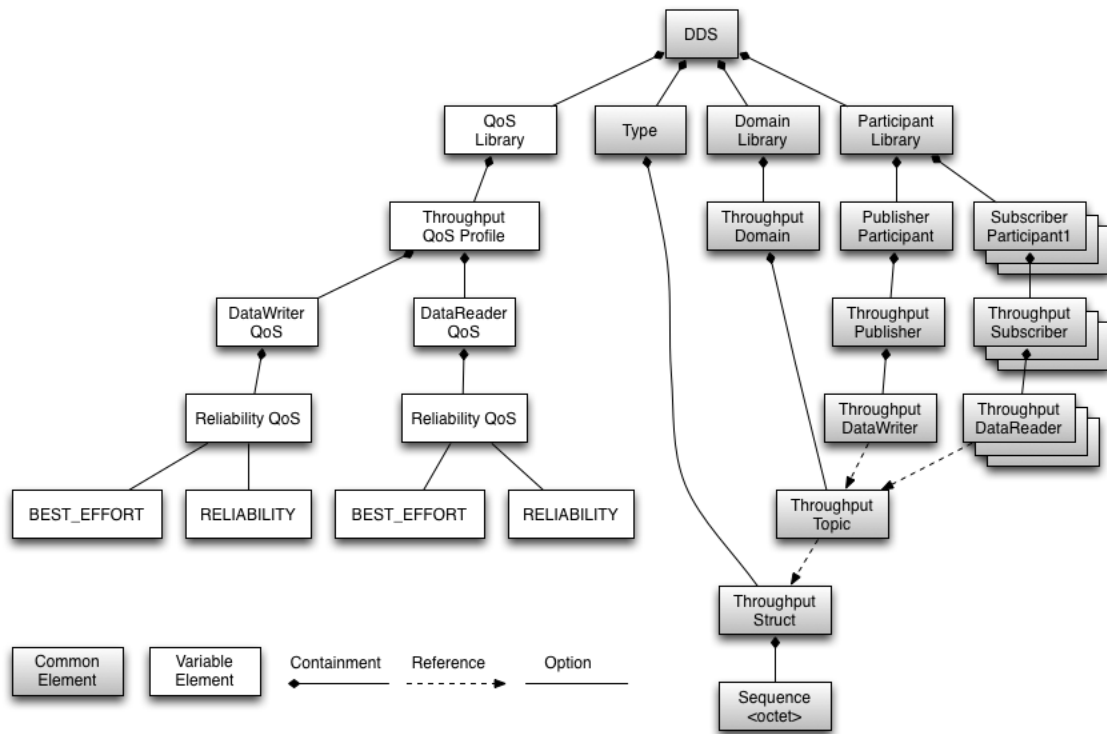 DDS
QoS
Library
Type
Domain
Library
Participant
Library
Throughput
QoS Profile
Throughput
Domain
Publisher
Participant
Subscriber
Participant1
DataWriter
QoS
DataReader
QoS
Throughput
Publisher
Throughput
Subscriber
Reliability QoS
Reliability QoS
Throughput
DataWriter
Throughput
DataReader
BEST_EFFORT
RELIABILITY
BEST_EFFORT
RELIABILITY
Throughput
Topic
Throughput
Struct
Common
Element
Variable
Element
Containment
Reference
Option
Sequence
<octet>